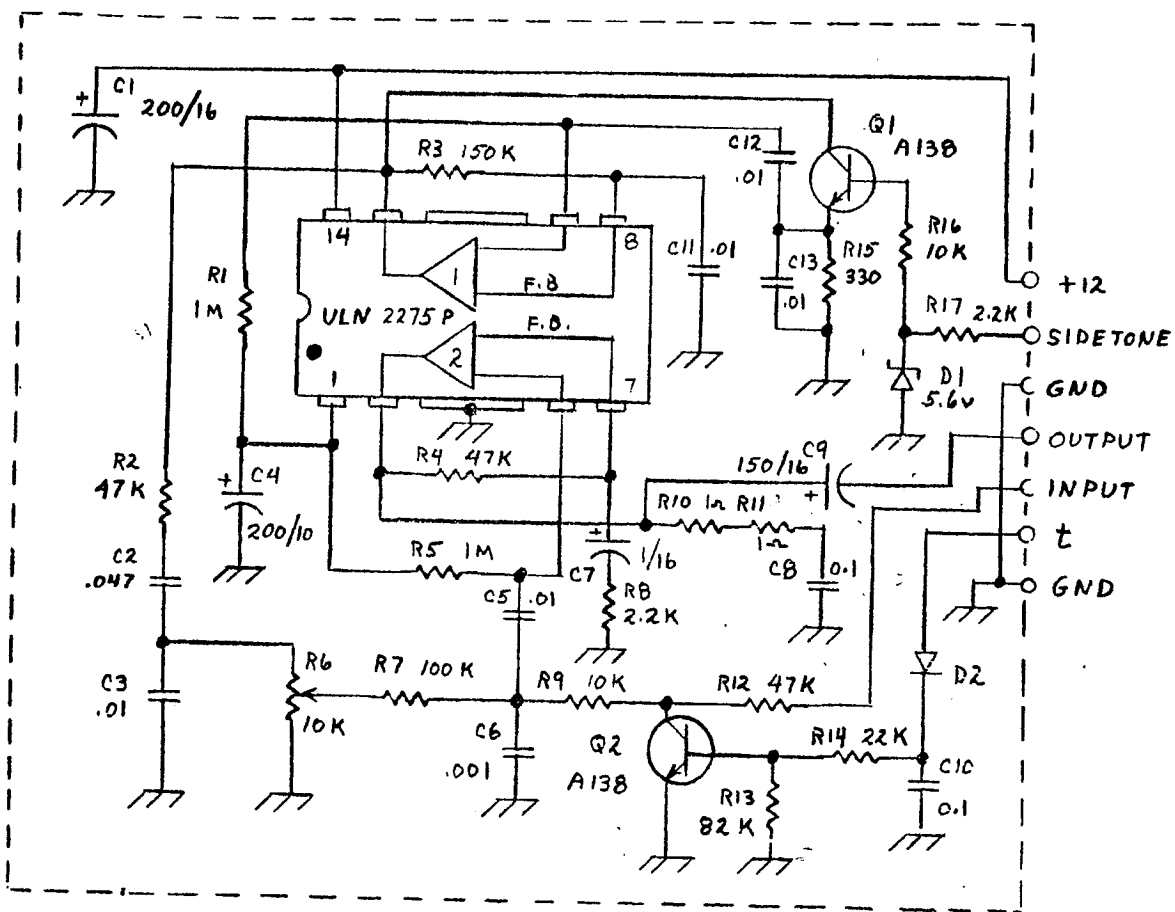 C1
+
200/16
R3 150K
C12
.01
Q1
A138
14
8
C11 .01
C13
.01
R15
330
R16
10K
+12
R1
1M
1
F.B
ULN 2275P
F.B.
2
R17 2.2K
SIDETONE
D1
5.6v
GND
1
7
R2
47K
+
C4
200/10
R4 47K
150/16
C9
+
OUTPUT
R10 1Ω R11
1Ω
INPUT
R5 1M
+
1/16
C7
C8
0.1
t
C2
.047
C5
.01
R8
2.2K
GND
C3
.01
R6
10K
R7 100K
R9 10K
R12 47K
D2
C6
.001
Q2
A138
R14 22K
C10
0.1
R13
82K